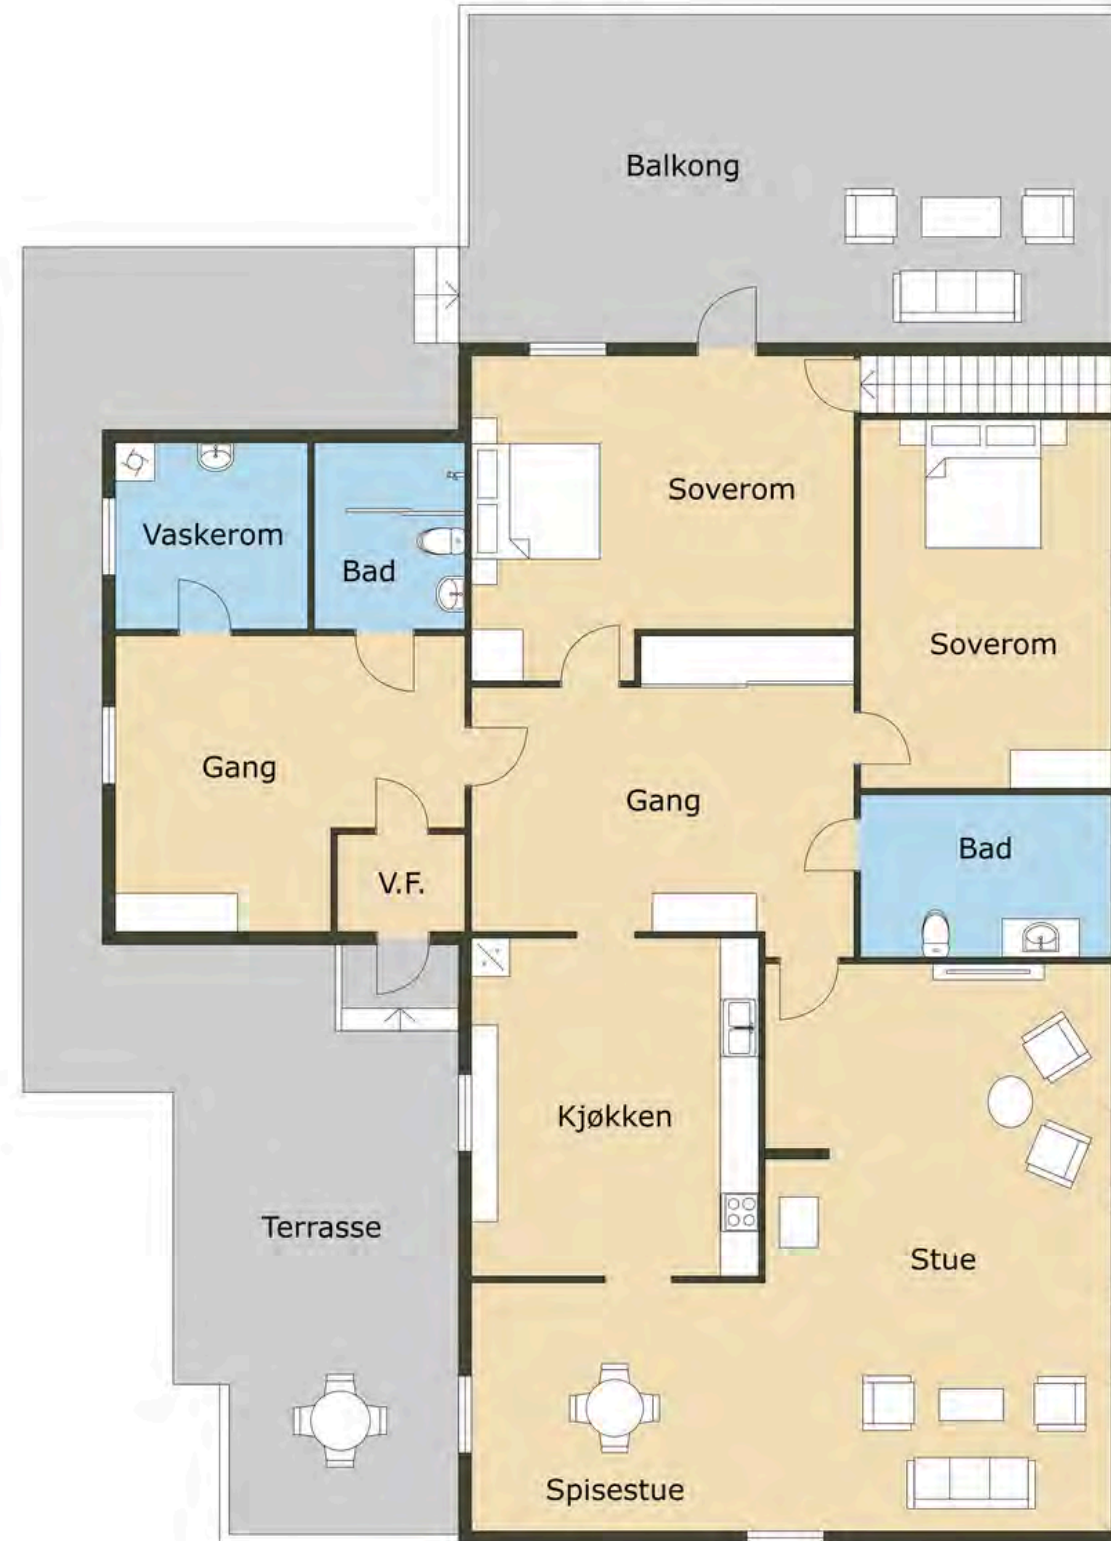 Balkong
Soverom
Vaskerom
Bad
Soverom
Gang
Gang
Bad
V.F.
Kjøkken
Terrasse
Stue
Spisestue